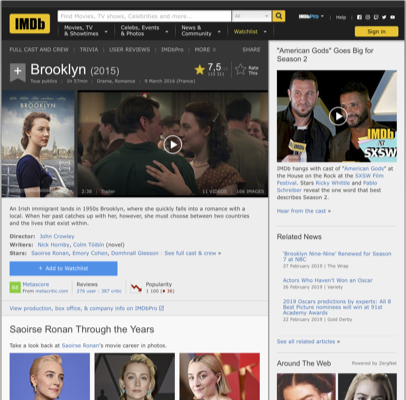 IMDb
Find Movies, TV shows, Celebrities and more...
All
IMDbPro
Help
Movies, TV & Showtimes
Celebs, Events & Photos
News & Community
Watchlist
Sign in
FULL CAST AND CREW | TRIVIA | USER REVIEWS | IMDbPro | MORE
SHARE
Brooklyn (2015)
Tous publics | 1h 57min | Drama, Romance | 9 March 2016 (France)
7,5
Rate This
BROOKLYN
2:38 | Trailer
11 VIDEOS
166 IMAGES
An Irish immigrant lands in 1950s Brooklyn, where she quickly falls into a romance with a
local. When her past catches up with her, however, she must choose between two countries
and the lives that exist within.
Director: John Crowley
Writers: Nick Hornby, Colm Tóibín (novel)
Stars: Saoirse Ronan, Emory Cohen, Domhnall Gleeson | See full cast & crew »
+ Add to Watchlist
Metascore
From metacritic.com
Reviews
276 user | 387 critic
Popularity
View production, box office, & company info on IMDbPro
Saoirse Ronan Through the Years
Take a look back at Saoirse Ronan's movie career in photos.
"American Gods" Goes Big for
Season 2
IMDb
at
SXSW
IMDb hangs with cast of "American Gods" at
the House on the Rock at the SXSW Film
Festival. Stars Ricky Whittle and Pablo
Schreiber reveal the one word that best
describes Season 2.
Hear from the cast »
Related News
'Brooklyn Nine-Nine' Renewed for Season
7 at NBC
27 February 2019 | The Wrap
Actors Who Haven't Won an Oscar
26 February 2019 | Variety
2019 Oscars predictions by experts: All 8
Best Picture nominees will win at 91st
Academy Awards
22 February 2019 | Gold Derby
See all related articles »
Around The Web
Powered by ZergNet